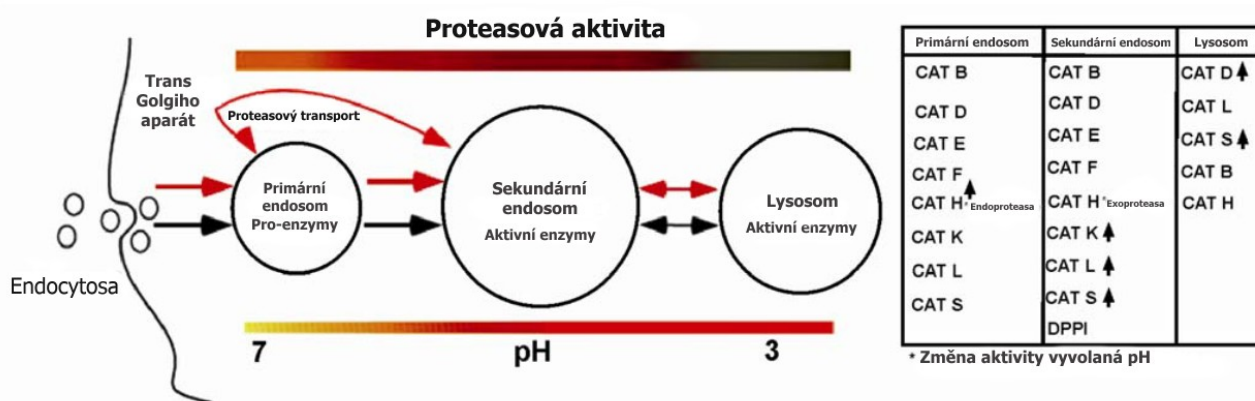 Proteasová aktivita
Trans
Golgiho
aparát
Proteasový transport
Primární
endosom
Pro-enzymy
Sekundární
endosom
Aktivní enzymy
Lysosom
Aktivní enzymy
Endocytosa
7 pH 3
Primární endosom Sekundární endosom Lysosom
CAT B CAT B CAT D
CAT D CAT D CAT L
CAT E CAT E CAT S
CAT F CAT F CAT B
CAT H *Endoproteasa CAT H *Exoproteasa CAT H
CAT K CAT K
CAT L CAT L
CAT S CAT S
DPPI
* Změna aktivity vyvolaná pH